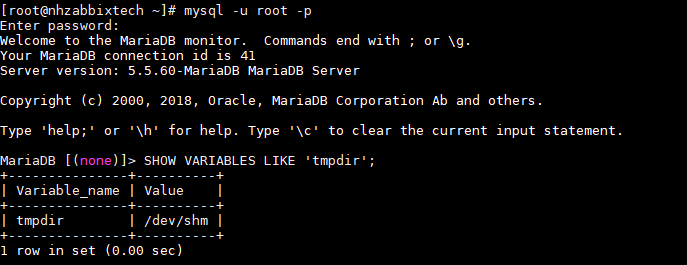 [root@nhzabbixtech ~]# mysql -u root -p
Enter password:
Welcome to the MariaDB monitor.  Commands end with ; or \g.
Your MariaDB connection id is 41
Server version: 5.5.60-MariaDB MariaDB Server
Copyright (c) 2000, 2018, Oracle, MariaDB Corporation Ab and others.
Type 'help;' or '\h' for help. Type '\c' to clear the current input statement.
MariaDB [(none)]> SHOW VARIABLES LIKE 'tmpdir';
+---------------+----------+
| Variable_name | Value    |
+---------------+----------+
| tmpdir        | /dev/shm |
+---------------+----------+
1 row in set (0.00 sec)